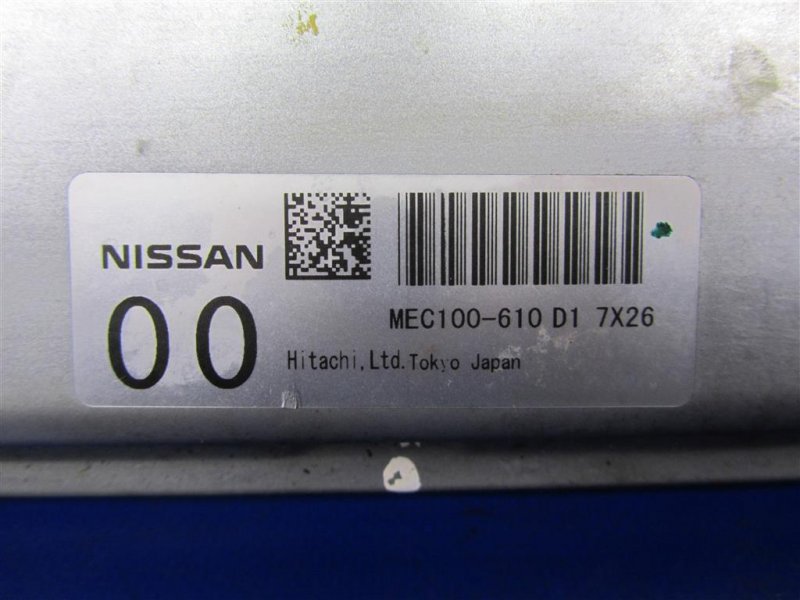 NISSAN
00
MEC100-610 D1 7X26
Hitachi,Ltd.Tokyo Japan